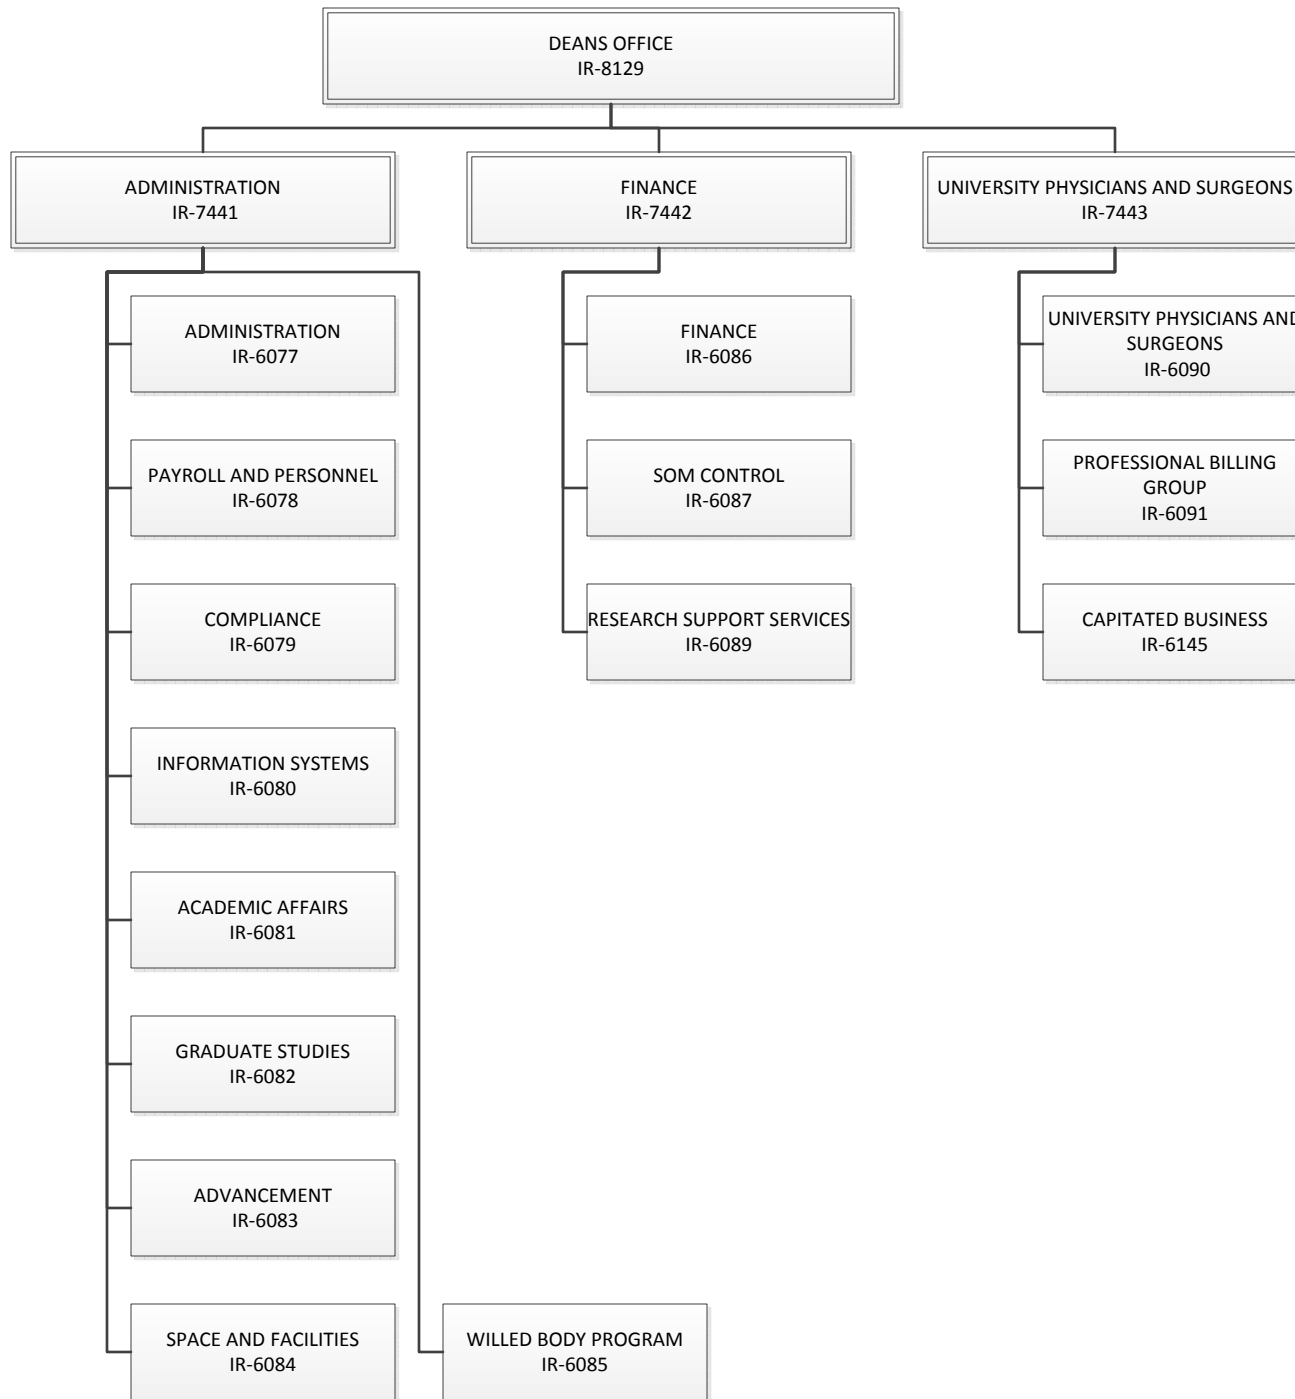 DEANS OFFICE
IR-8129
ADMINISTRATION
IR-7441
FINANCE
IR-7442
UNIVERSITY PHYSICIANS AND SURGEONS
IR-7443
ADMINISTRATION
IR-6077
FINANCE
IR-6086
UNIVERSITY PHYSICIANS AND
SURGEONS
IR-6090
PAYROLL AND PERSONNEL
IR-6078
SOM CONTROL
IR-6087
PROFESSIONAL BILLING
GROUP
IR-6091
COMPLIANCE
IR-6079
RESEARCH SUPPORT SERVICES
IR-6089
CAPITATED BUSINESS
IR-6145
INFORMATION SYSTEMS
IR-6080
ACADEMIC AFFAIRS
IR-6081
GRADUATE STUDIES
IR-6082
ADVANCEMENT
IR-6083
SPACE AND FACILITIES
IR-6084
WILLED BODY PROGRAM
IR-6085